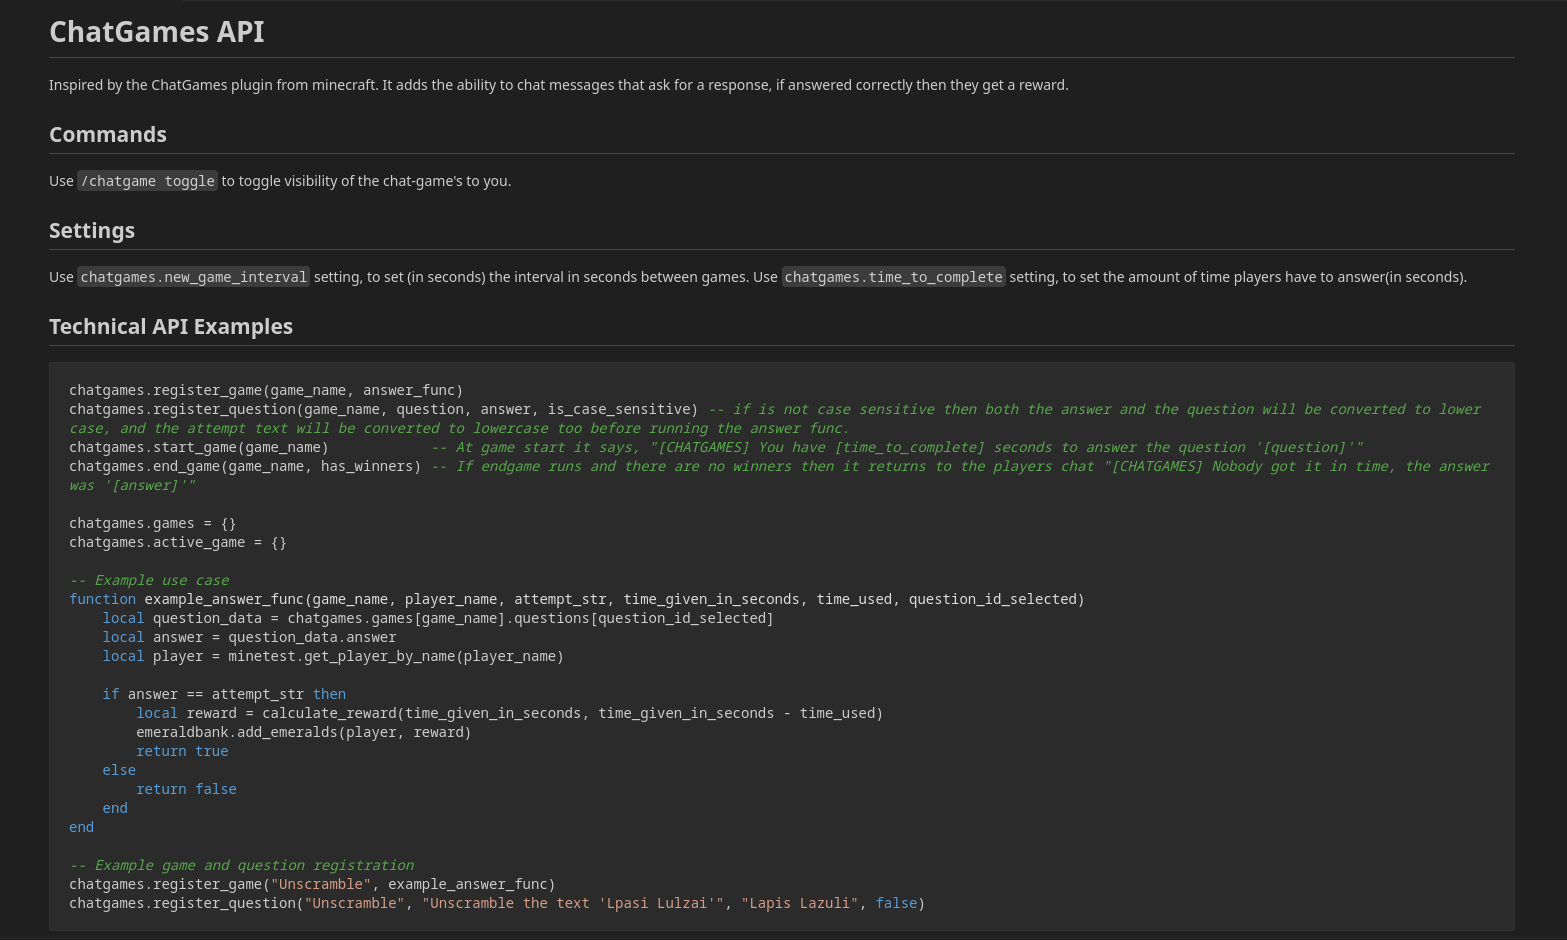 ChatGames API
Inspired by the ChatGames plugin from minecraft. It adds the ability to chat messages that ask for a response, if answered correctly then they get a reward.
Commands
Use /chatgame toggle to toggle visibility of the chat-game's to you.
Settings
Use chatgames.new_game_interval setting, to set (in seconds) the interval in seconds between games. Use chatgames.time_to_complete setting, to set the amount of time players have to answer(in seconds).
Technical API Examples
chatgames.register_game(game_name, answer_func)
chatgames.register_question(game_name, question, answer, is_case_sensitive) -- if is not case sensitive then both the answer and the question will be converted to lower
case, and the attempt text will be converted to lowercase too before running the answer func.
chatgames.start_game(game_name)            -- At game start it says, "[CHATGAMES] You have [time_to_complete] seconds to answer the question '[question]'"
chatgames.end_game(game_name, has_winners) -- If endgame runs and there are no winners then it returns to the players chat "[CHATGAMES] Nobody got it in time, the answer
was '[answer]'"
chatgames.games = {}
chatgames.active_game = {}
-- Example use case
function example_answer_func(game_name, player_name, attempt_str, time_given_in_seconds, time_used, question_id_selected)
    local question_data = chatgames.games[game_name].questions[question_id_selected]
    local answer = question_data.answer
    local player = minetest.get_player_by_name(player_name)
    if answer == attempt_str then
        local reward = calculate_reward(time_given_in_seconds, time_given_in_seconds - time_used)
        emeraldbank.add_emeralds(player, reward)
        return true
    else
        return false
    end
end
-- Example game and question registration
chatgames.register_game("Unscramble", example_answer_func)
chatgames.register_question("Unscramble", "Unscramble the text 'Lpasi Lulzai'", "Lapis Lazuli", false)